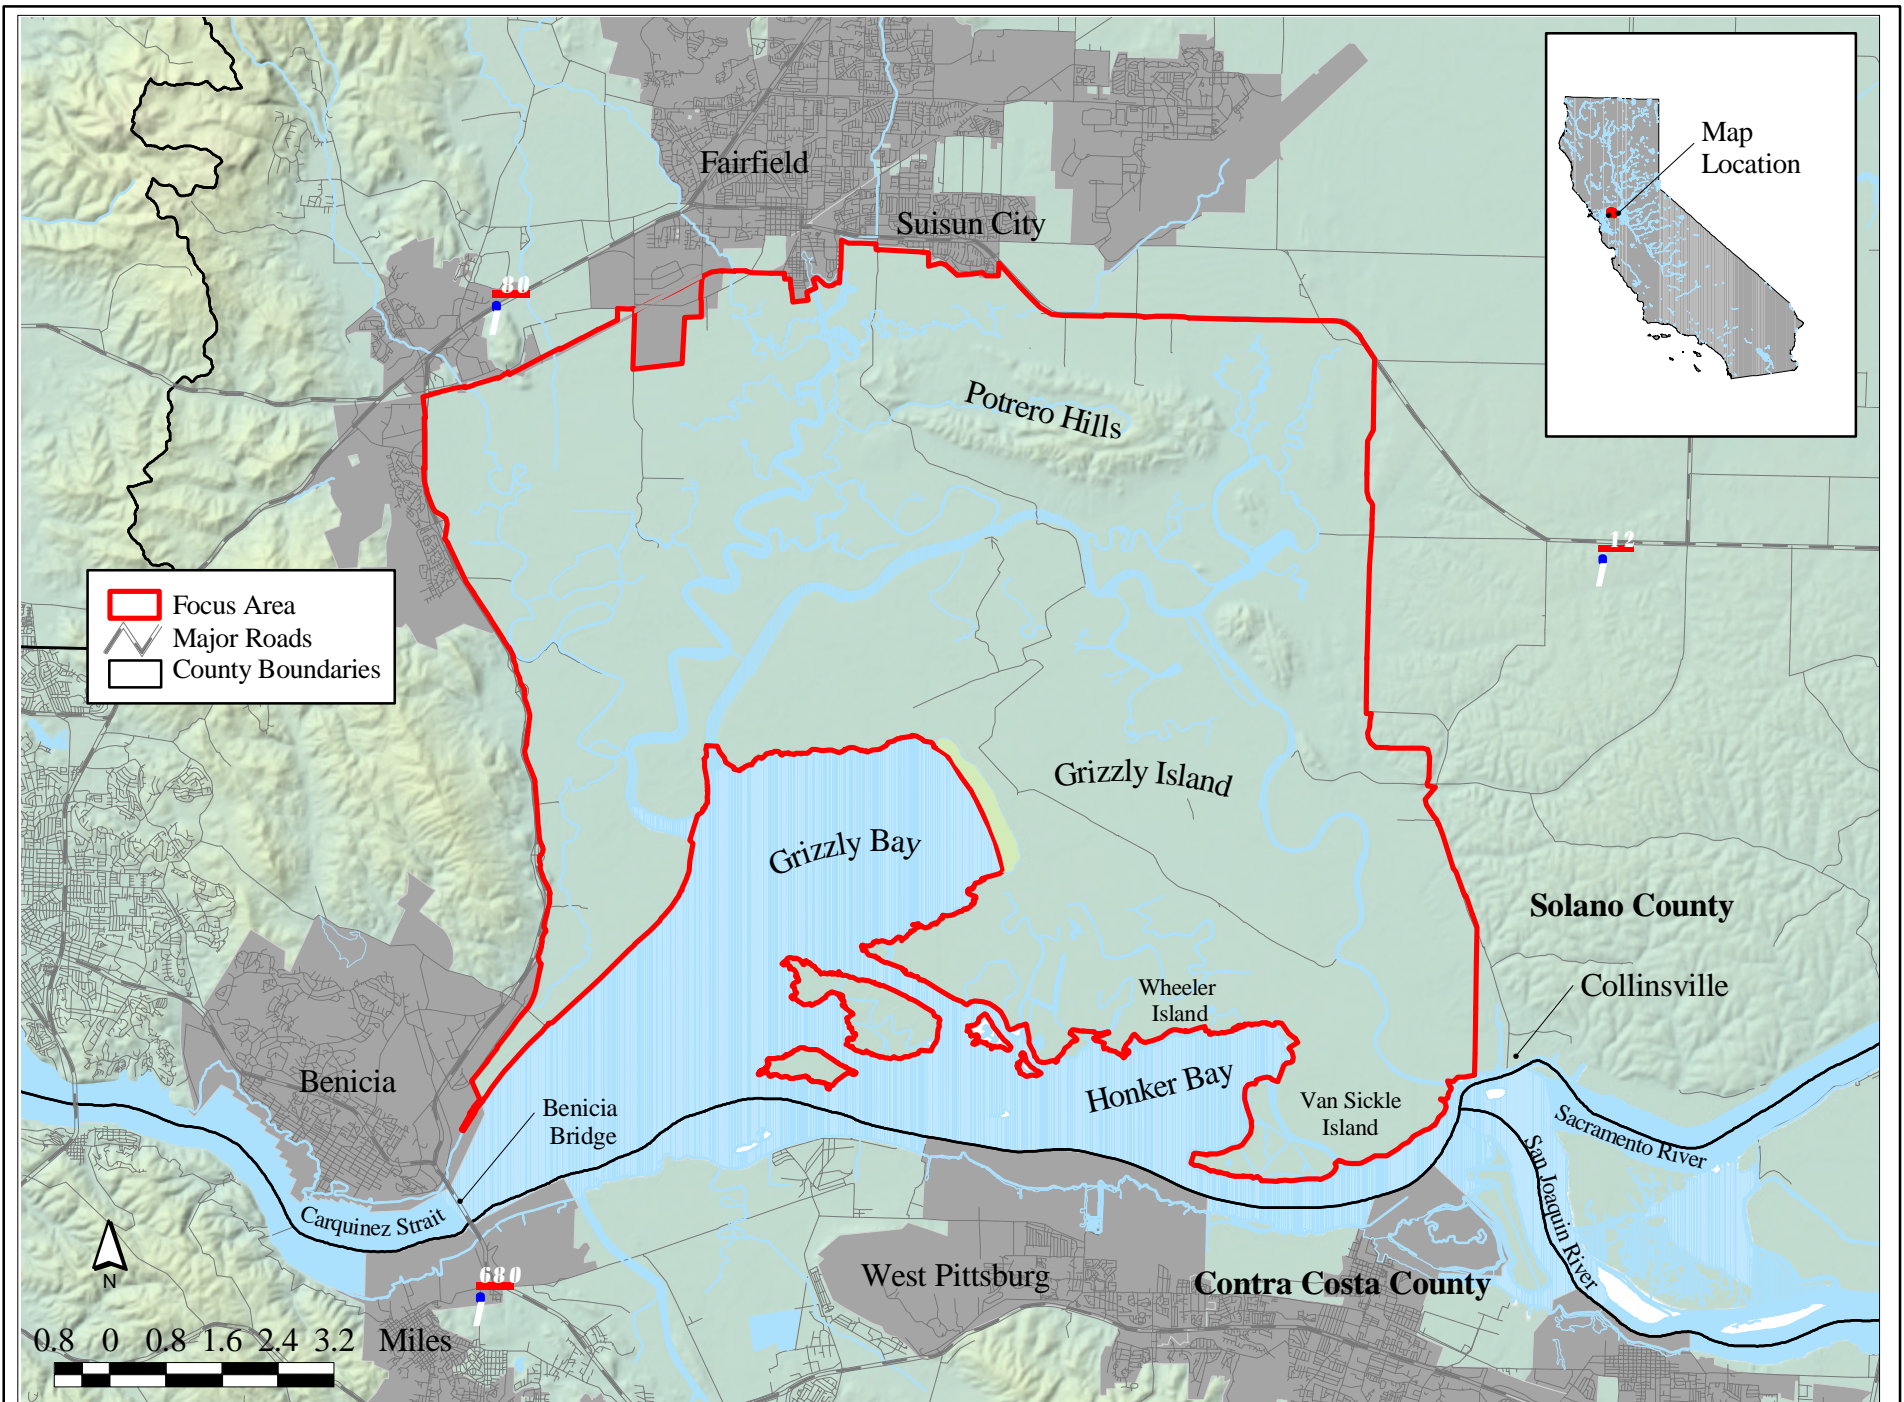 Fairfield
Suisun City
Map
Location
80
Potrero Hills
12
Focus Area
Major Roads
County Boundaries
Grizzly Island
Grizzly Bay
Solano County
Collinsville
Wheeler
Island
Benicia
Honker Bay
Benicia
Bridge
Van Sickle
Island
Sacramento River
San Joaquin River
Carquinez Strait
N
680
West Pittsburg
Contra Costa County
0.8 0 0.8 1.6 2.4 3.2 Miles